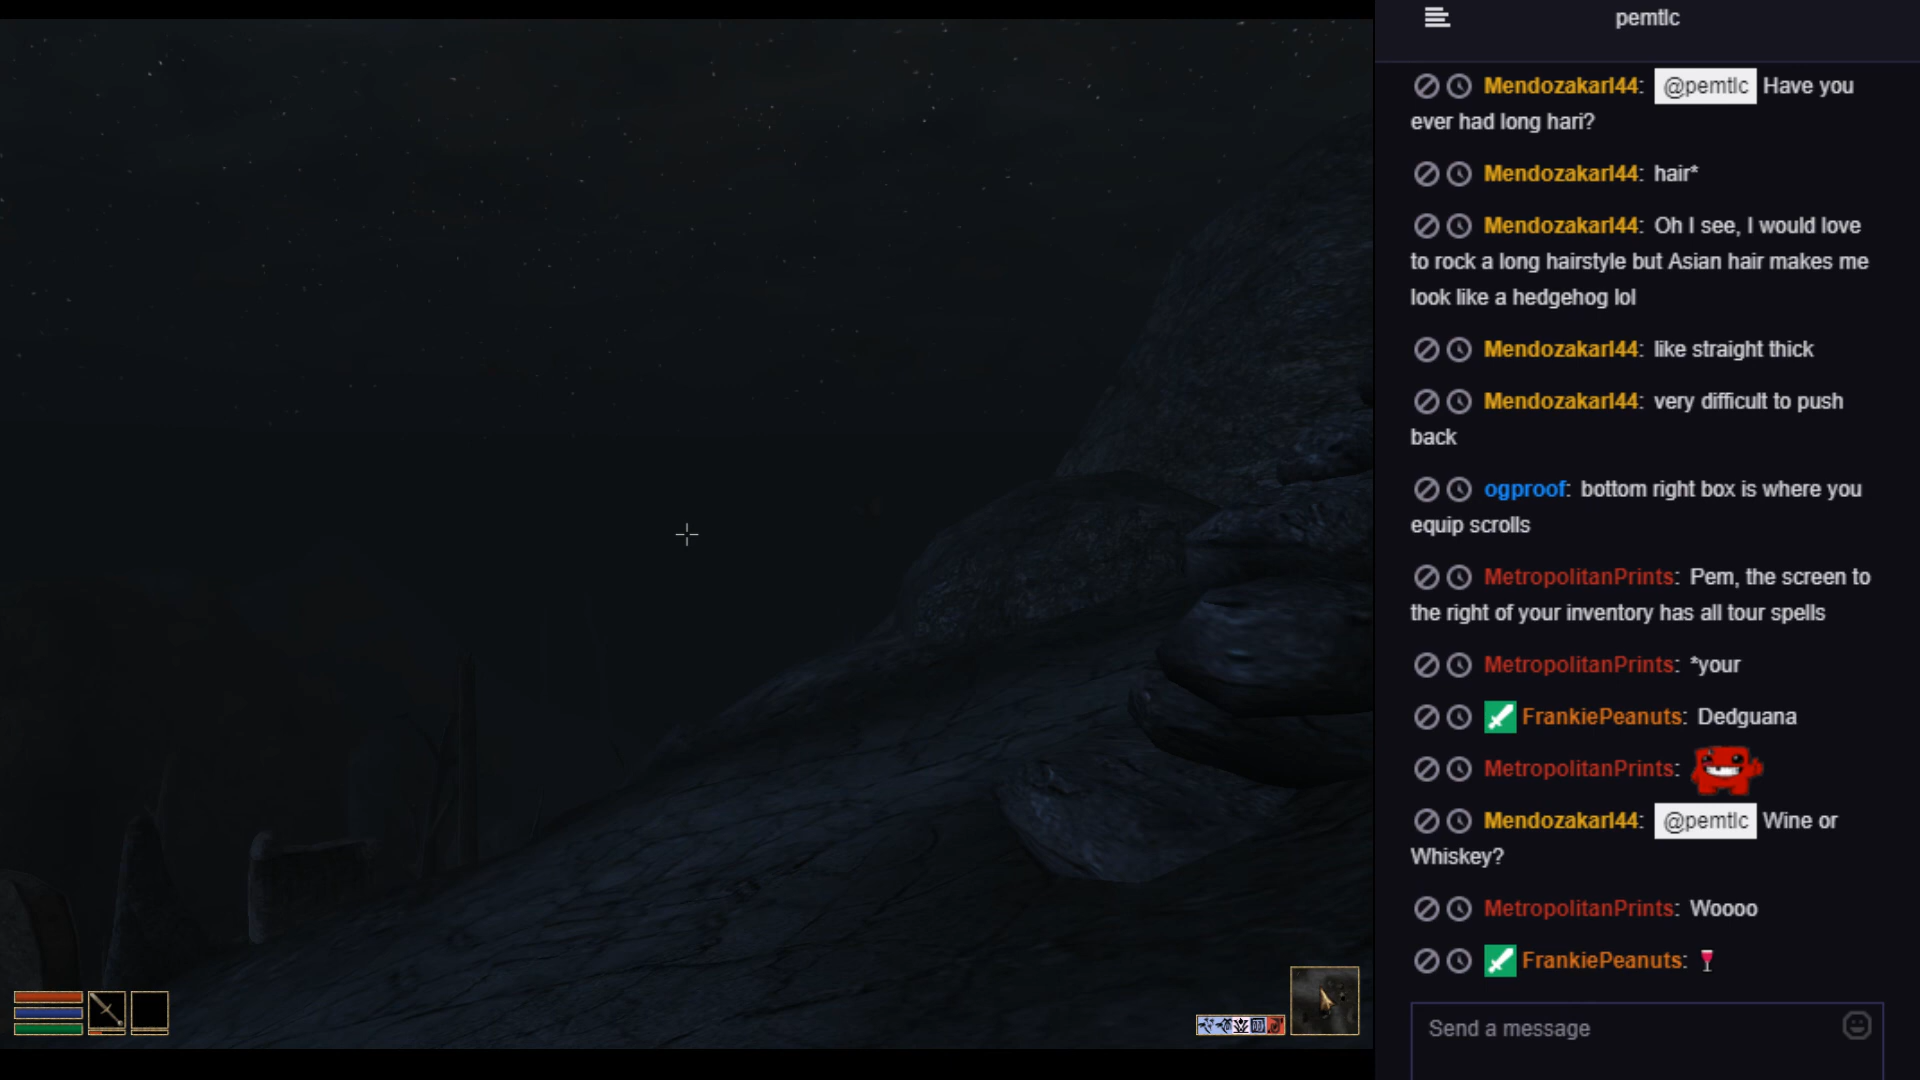 pemtlc
Mendozakarl44: @pemtlc Have you
ever had long hari?
Mendozakarl44: hair*
Mendozakarl44: Oh I see, I would love
to rock a long hairstyle but Asian hair makes me
look like a hedgehog lol
Mendozakarl44: like straight thick
Mendozakarl44: very difficult to push
back
ogproof: bottom right box is where you
equip scrolls
MetropolitanPrints: Pem, the screen to
the right of your inventory has all tour spells
MetropolitanPrints: *your
FrankiePeanuts: Dedguana
MetropolitanPrints:
Mendozakarl44: @pemtlc Wine or
Whiskey?
MetropolitanPrints: Woooo
FrankiePeanuts: 🍷
Send a message